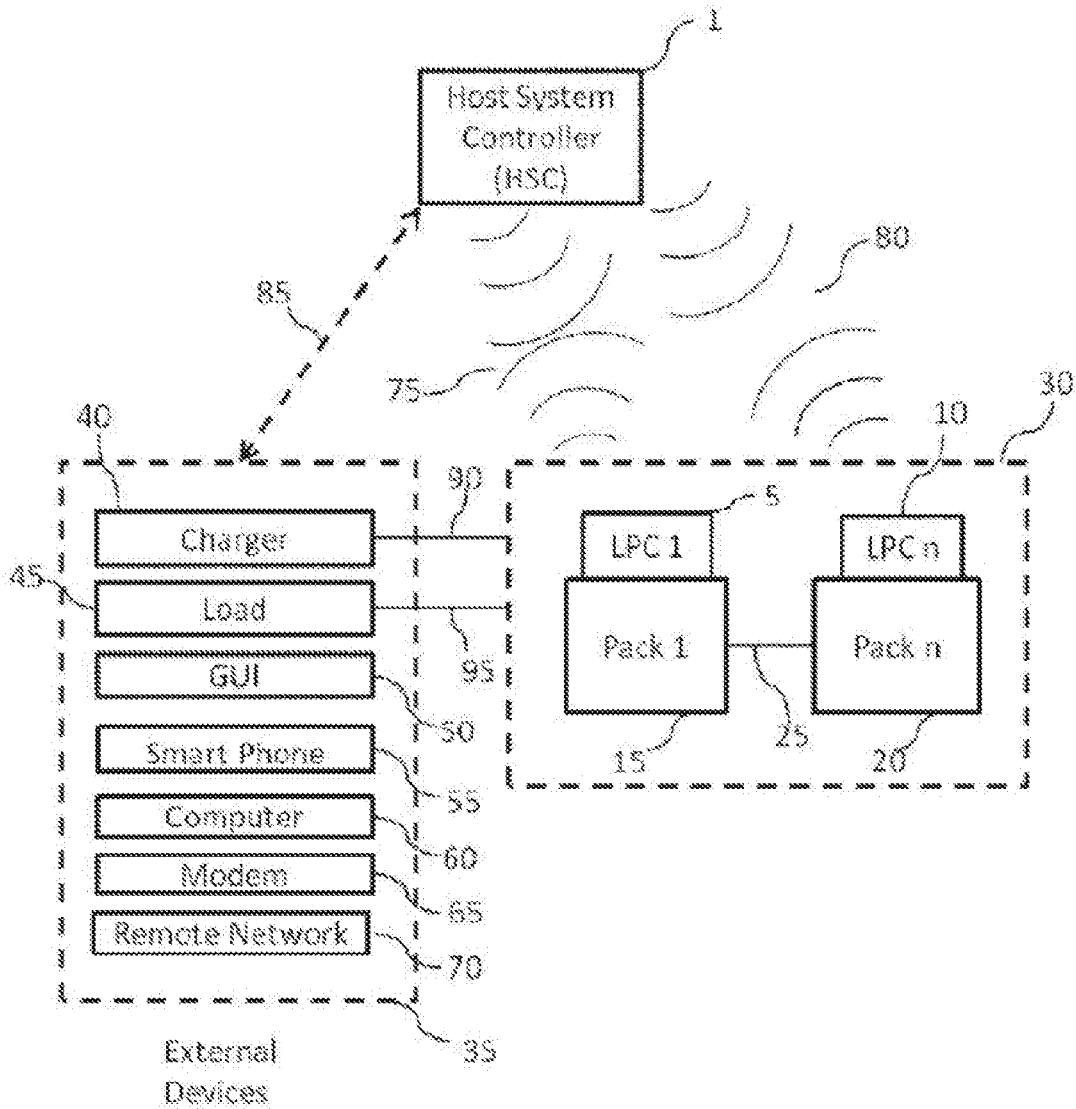 1
Host System
Controller
(HSC)
80
85
75
40
90
5
10
30
Charger
LPC 1
LPC n
45
Load
Pack 1
Pack n
95
GUI
50
15
25
20
Smart Phone
55
Computer
60
Modem
65
Remote Network
70
35
External
Devices